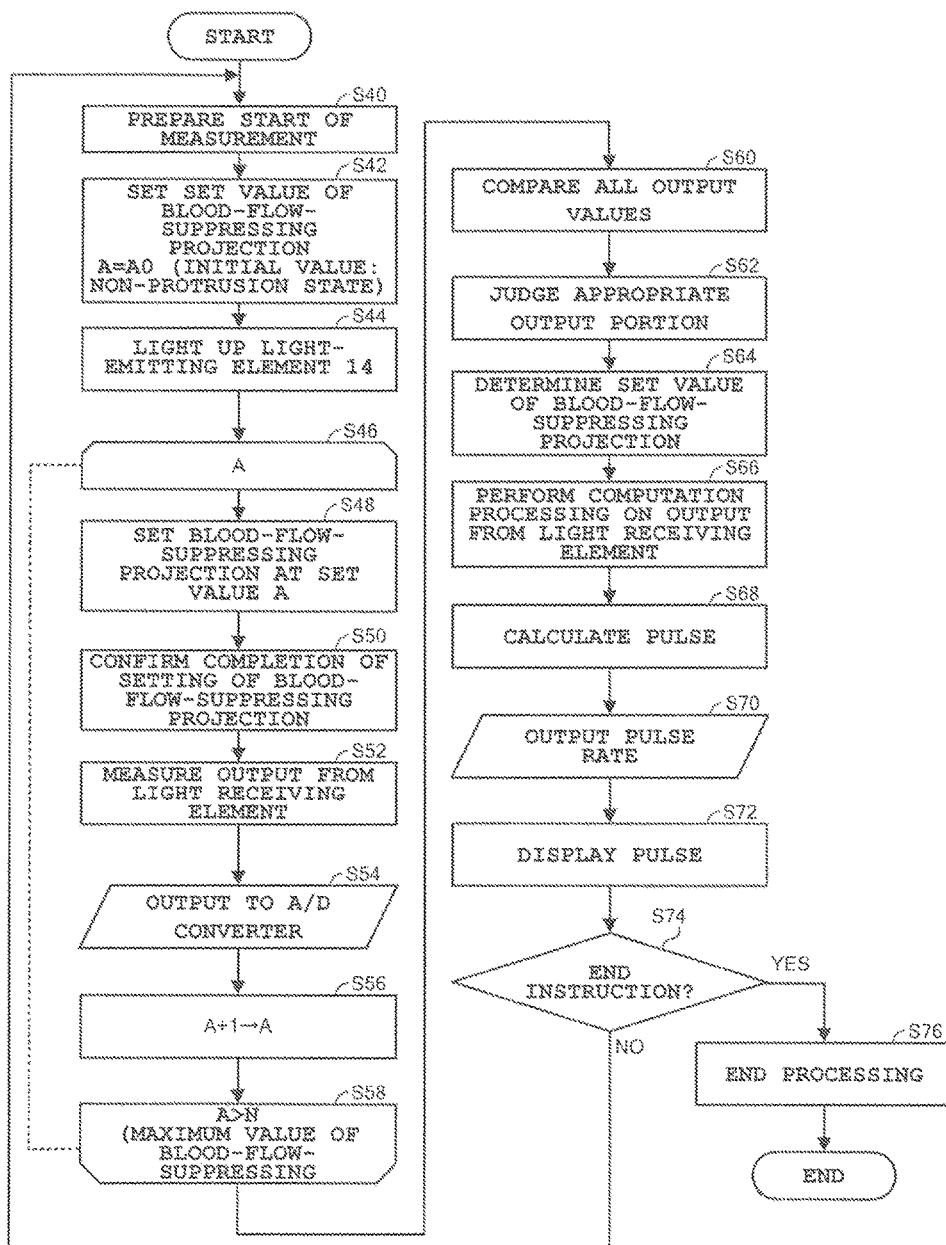 START
S40
PREPARE START OF
MEASUREMENT
S42
SET SET VALUE OF
BLOOD-FLOW-
SUPPRESSING
PROJECTION
A=A0 (INITIAL VALUE:
NON-PROTRUSION STATE)
S44
LIGHT UP LIGHT-
EMITTING ELEMENT 14
S46
A
S48
SET BLOOD-FLOW-
SUPPRESSING
PROJECTION AT SET
VALUE A
S50
CONFIRM COMPLETION OF
SETTING OF BLOOD-
FLOW-SUPPRESSING
PROJECTION
S52
MEASURE OUTPUT FROM
LIGHT RECEIVING
ELEMENT
S54
OUTPUT TO A/D
CONVERTER
S56
A+1→A
S58
A>N
(MAXIMUM VALUE OF
BLOOD-FLOW-
SUPPRESSING
S60
COMPARE ALL OUTPUT
VALUES
S62
JUDGE APPROPRIATE
OUTPUT PORTION
S64
DETERMINE SET VALUE
OF BLOOD-FLOW-
SUPPRESSING
PROJECTION
S66
PERFORM COMPUTATION
PROCESSING ON OUTPUT
FROM LIGHT RECEIVING
ELEMENT
S68
CALCULATE PULSE
S70
OUTPUT PULSE
RATE
S72
DISPLAY PULSE
S74
END
INSTRUCTION?
YES
NO
S76
END PROCESSING
END